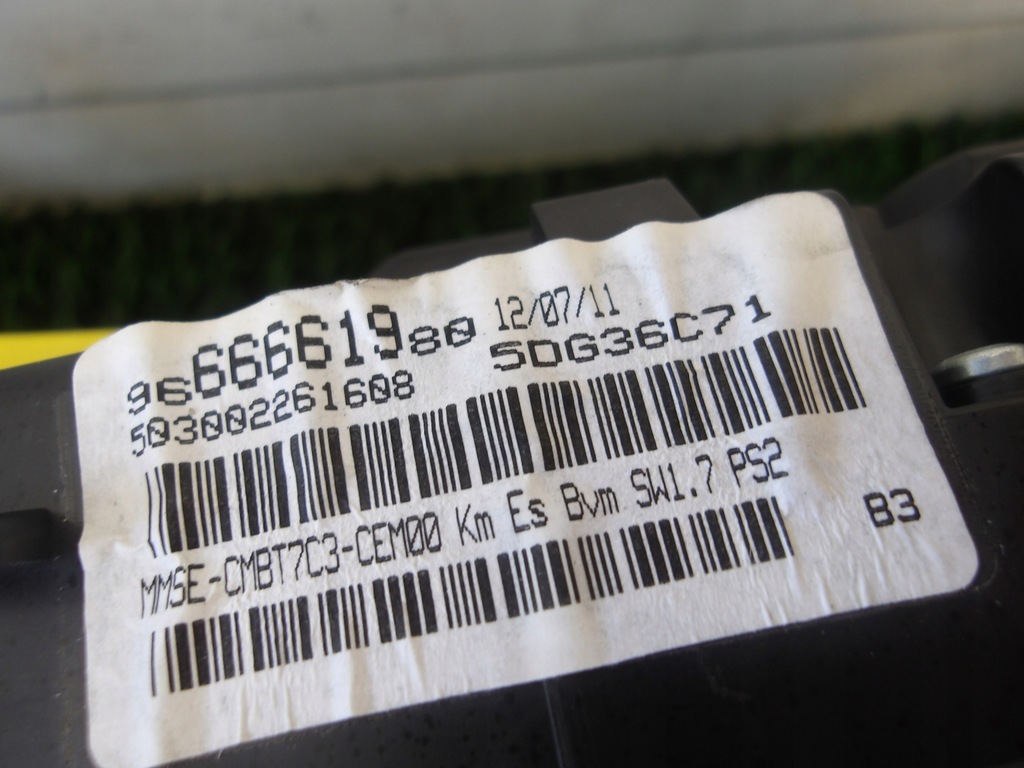 9666661980 12/07/11
503002261608 5DG36C71
MMSE-CMBT7C3-CEM00 Km Es Bvm SW1.7 PS2
B3